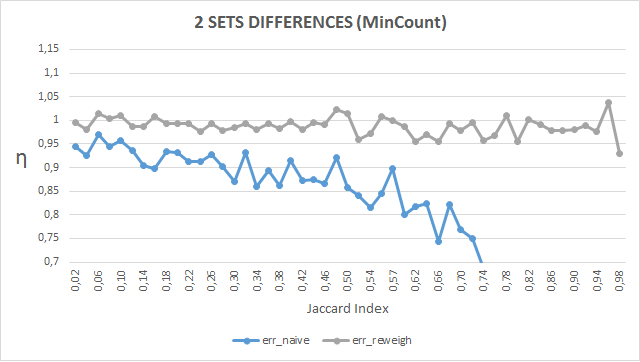 2 SETS DIFFERENCES (MinCount)
1,15
1,1
1,05
1
0,95
0,9
0,85
0,8
0,75
0,7
η
0,02 0,06 0,10 0,14 0,18 0,22 0,26 0,30 0,34 0,38 0,42 0,46 0,50 0,54 0,57 0,62 0,66 0,70 0,74 0,78 0,82 0,86 0,90 0,94 0,98
Jaccard Index
err_naive err_reweigh